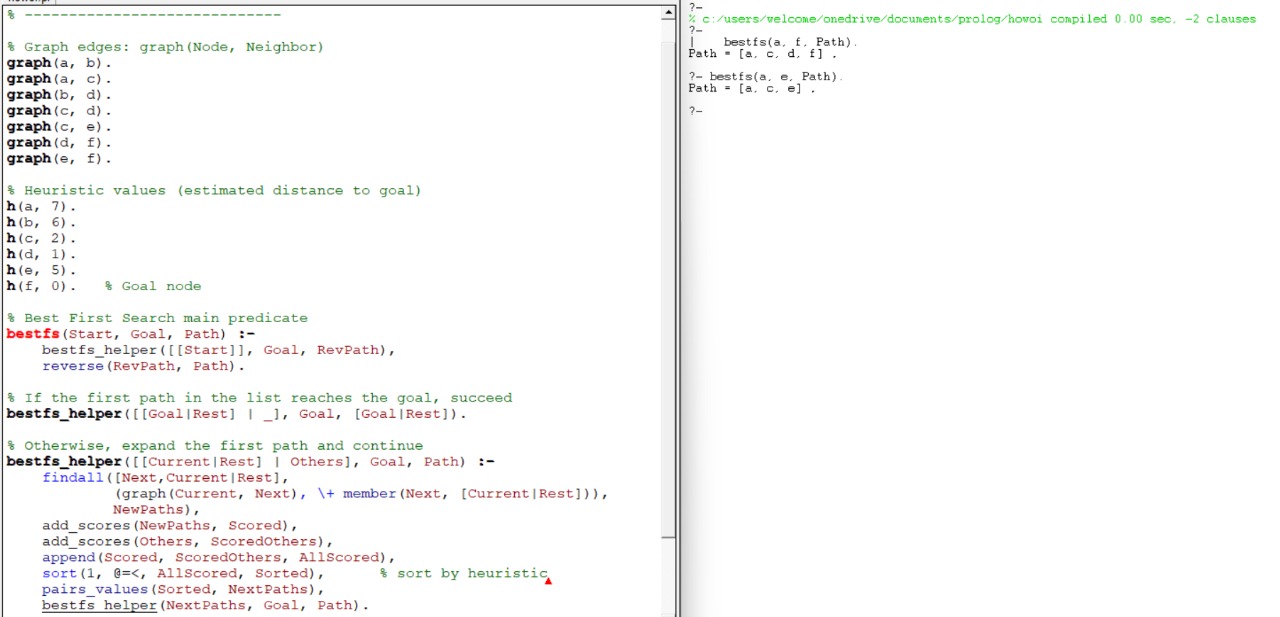 % ----------------------------
% Graph edges: graph(Node, Neighbor)
graph(a, b).
graph(a, c).
graph(b, d).
graph(c, d).
graph(c, e).
graph(d, f).
graph(e, f).
% Heuristic values (estimated distance to goal)
h(a, 7).
h(b, 6).
h(c, 2).
h(d, 1).
h(e, 5).
h(f, 0).   % Goal node
% Best First Search main predicate
bestfs(Start, Goal, Path) :-
    bestfs_helper([[Start]], Goal, RevPath),
    reverse(RevPath, Path).
% If the first path in the list reaches the goal, succeed
bestfs_helper([[Goal|Rest] | _], Goal, [Goal|Rest]).
% Otherwise, expand the first path and continue
bestfs_helper([[Current|Rest] | Others], Goal, Path) :-
    findall([Next,Current|Rest],
            (graph(Current, Next), \+ member(Next, [Current|Rest])),
            NewPaths),
    add_scores(NewPaths, Scored),
    add_scores(Others, ScoredOthers),
    append(Scored, ScoredOthers, AllScored),
    sort(1, @=<, AllScored, Sorted),      % sort by heuristic
    pairs_values(Sorted, NextPaths),
    bestfs_helper(NextPaths, Goal, Path).
?-
% c:/users/welcome/onedrive/documents/prolog/howoi compiled 0.00 sec, -2 clauses
?-
|    bestfs(a, f, Path).
Path = [a, c, d, f] .
?- bestfs(a, e, Path).
Path = [a, c, e] .
?-